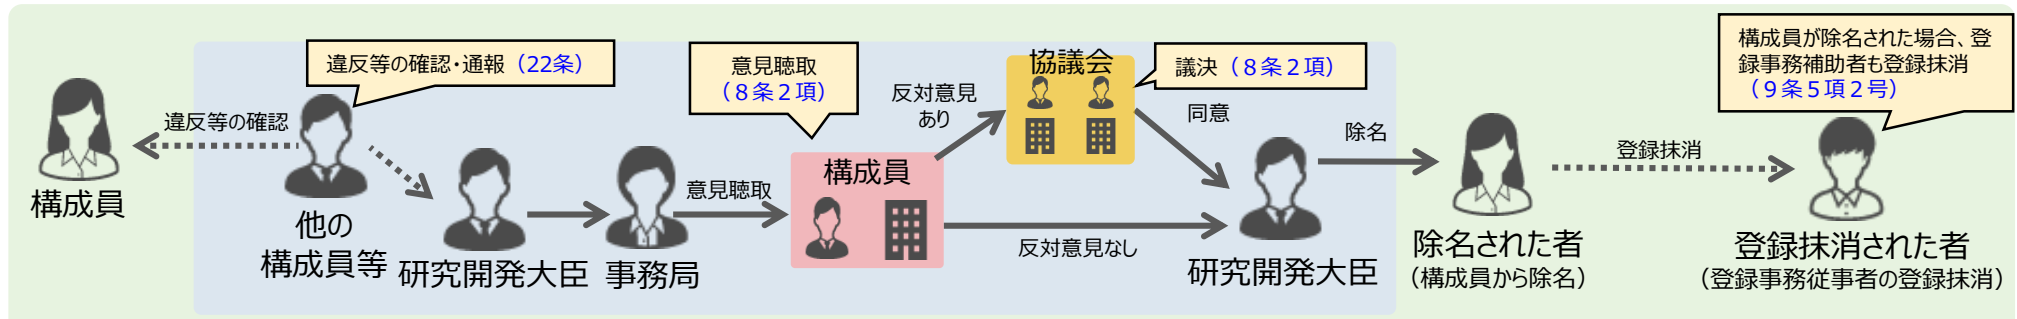 違反等の確認・通報（22条）
意見聴取
（８条２項）
協議会
議決（８条２項）
構成員が除名された場合、登
録事務補助者も登録抹消
（９条５項２号）
違反等の確認
反対意見
あり
同意
除名
登録抹消
構成員
意見聴取
構成員
反対意見なし
他の
構成員等
研究開発大臣
事務局
研究開発大臣
除名された者
（構成員から除名）
登録抹消された者
（登録事務従事者の登録抹消）